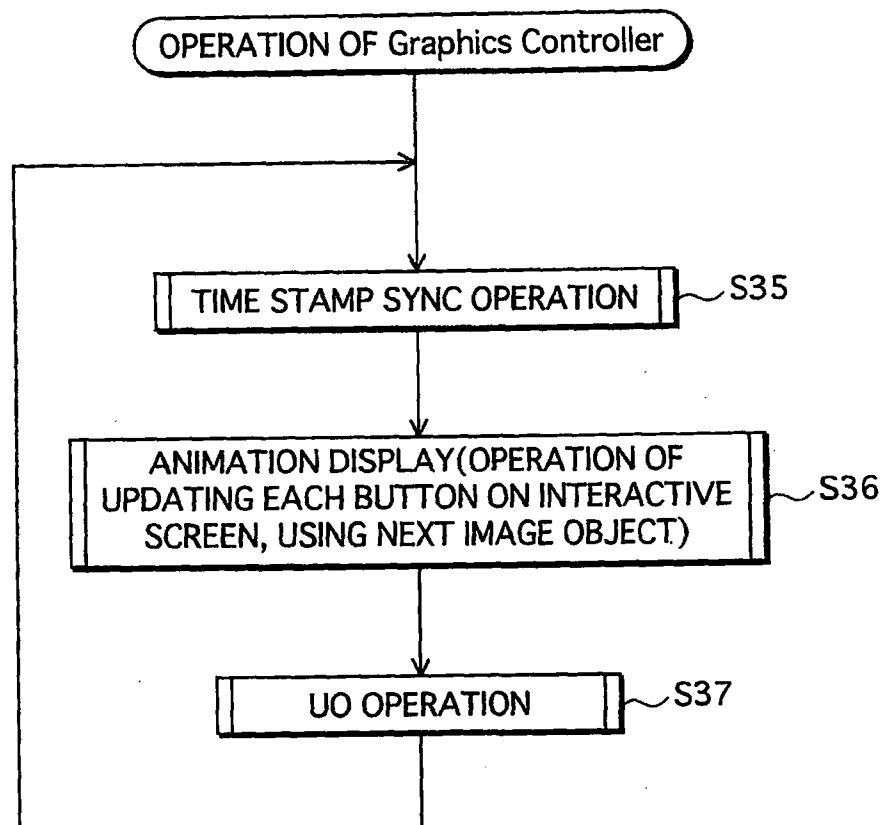 OPERATION OF Graphics Controller
TIME STAMP SYNC OPERATION
S35
ANIMATION DISPLAY(OPERATION OF
UPDATING EACH BUTTON ON INTERACTIVE
SCREEN, USING NEXT IMAGE OBJECT)
S36
UO OPERATION
S37